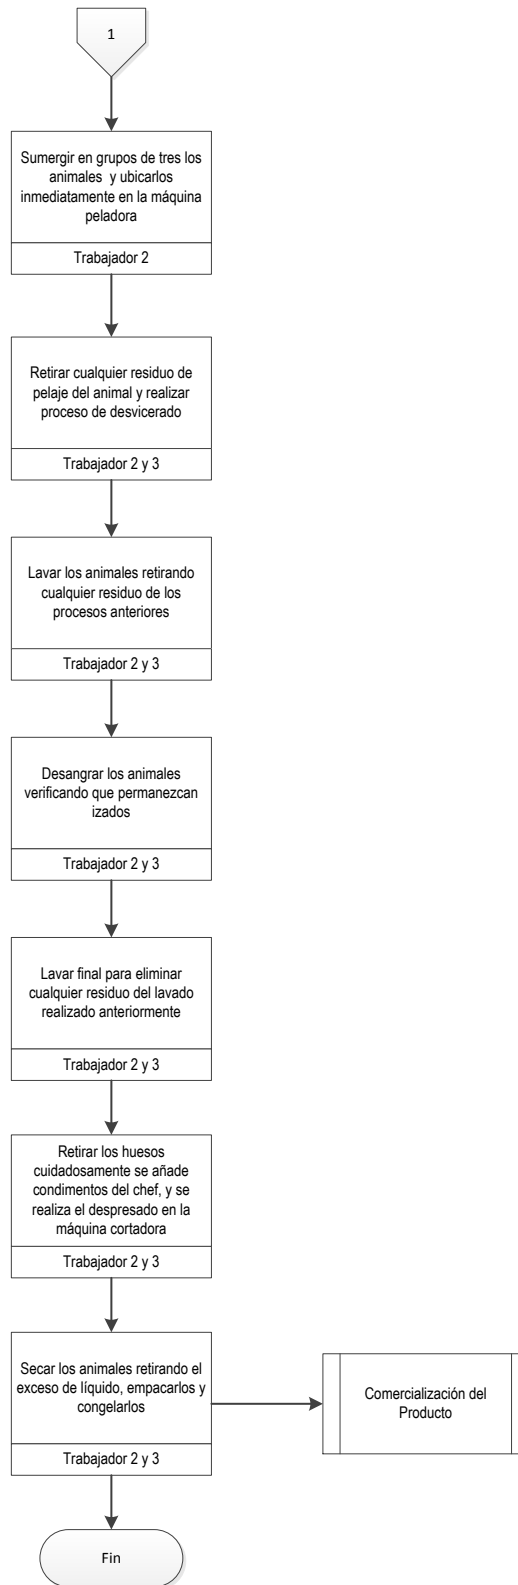 1
Sumergir en grupos de tres los
animales y ubicarlos
inmediatamente en la máquina
peladora
Trabajador 2
Retirar cualquier residuo de
pelaje del animal y realizar
proceso de desvicerado
Trabajador 2 y 3
Lavar los animales retirando
cualquier residuo de los
procesos anteriores
Trabajador 2 y 3
Desangrar los animales
verificando que permanezcan
izados
Trabajador 2 y 3
Lavar final para eliminar
cualquier residuo del lavado
realizado anteriormente
Trabajador 2 y 3
Retirar los huesos
cuidadosamente se añade
condimentos del chef, y se
realiza el despresado en la
máquina cortadora
Trabajador 2 y 3
Secar los animales retirando el
exceso de líquido, empacarlos y
congelarlos
Trabajador 2 y 3
Comercialización del
Producto
Fin